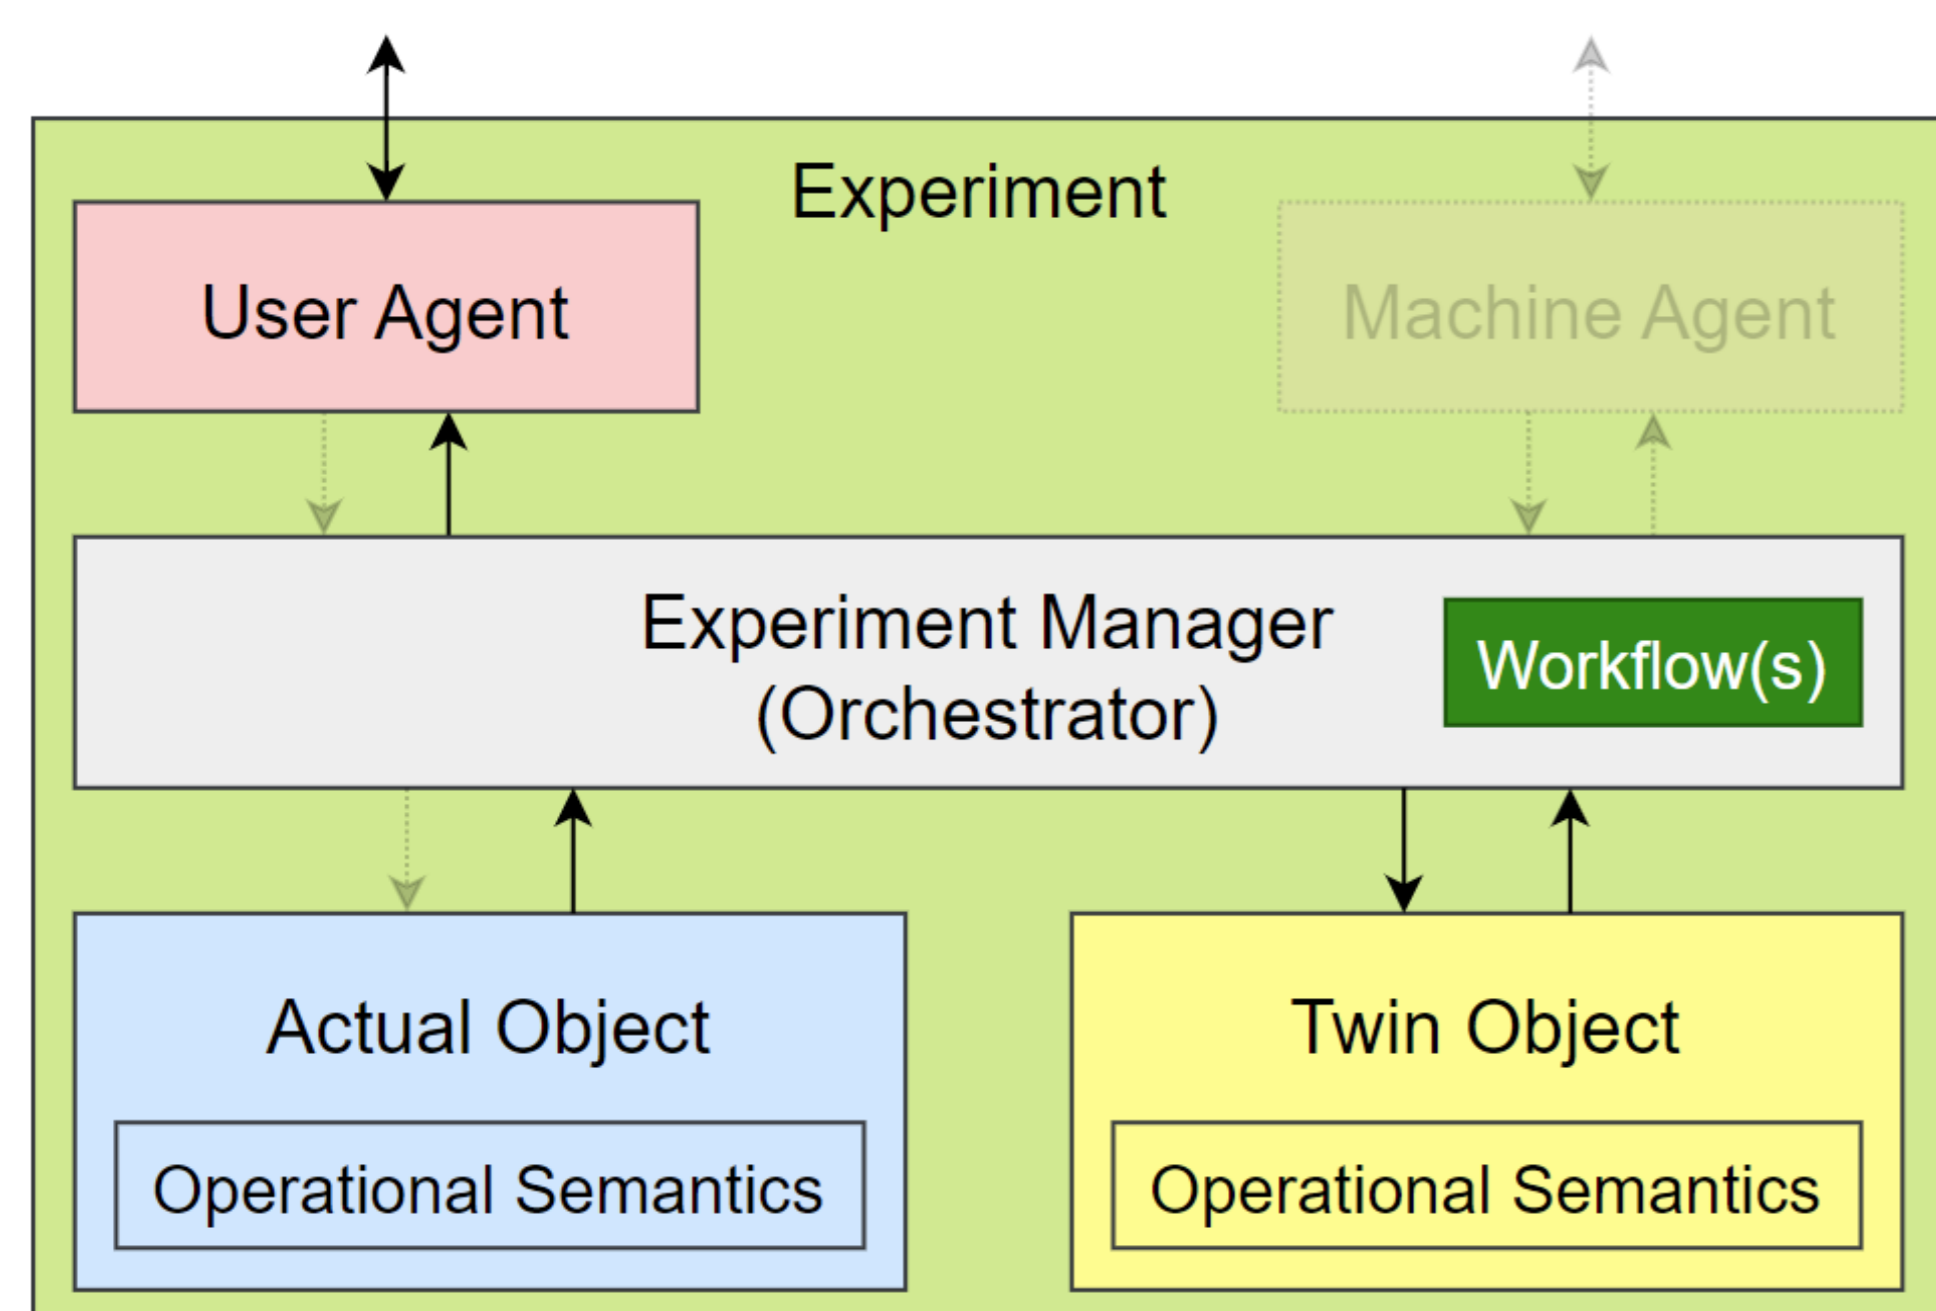 Experiment
User Agent
Machine Agent
Experiment Manager
(Orchestrator)
Workflow(s)
Actual Object
Twin Object
Operational Semantics
Operational Semantics